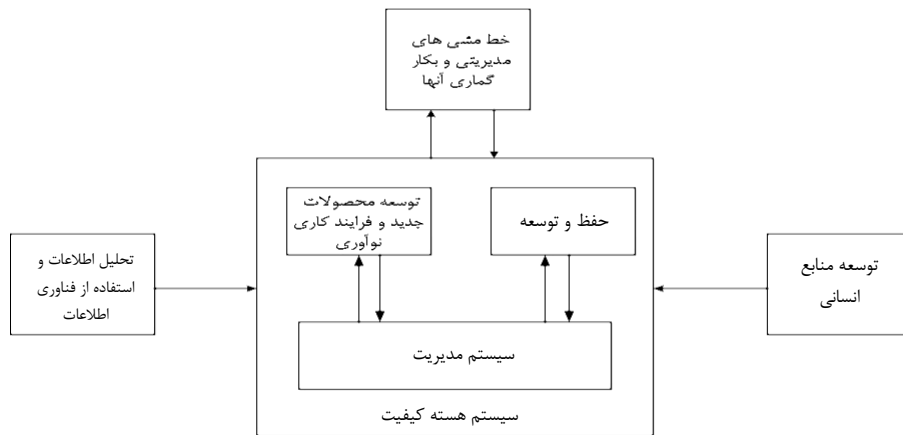 خط مشی های
مدیریتی و بکار
گماری آنها
توسعه محصولات
جدید و فرایند کاری
نوآوری
حفظ و توسعه
تحلیل اطلاعات و
استفاده از فناوری
اطلاعات
توسعه منابع
انسانی
سیستم مدیریت
سیستم هسته کیفیت